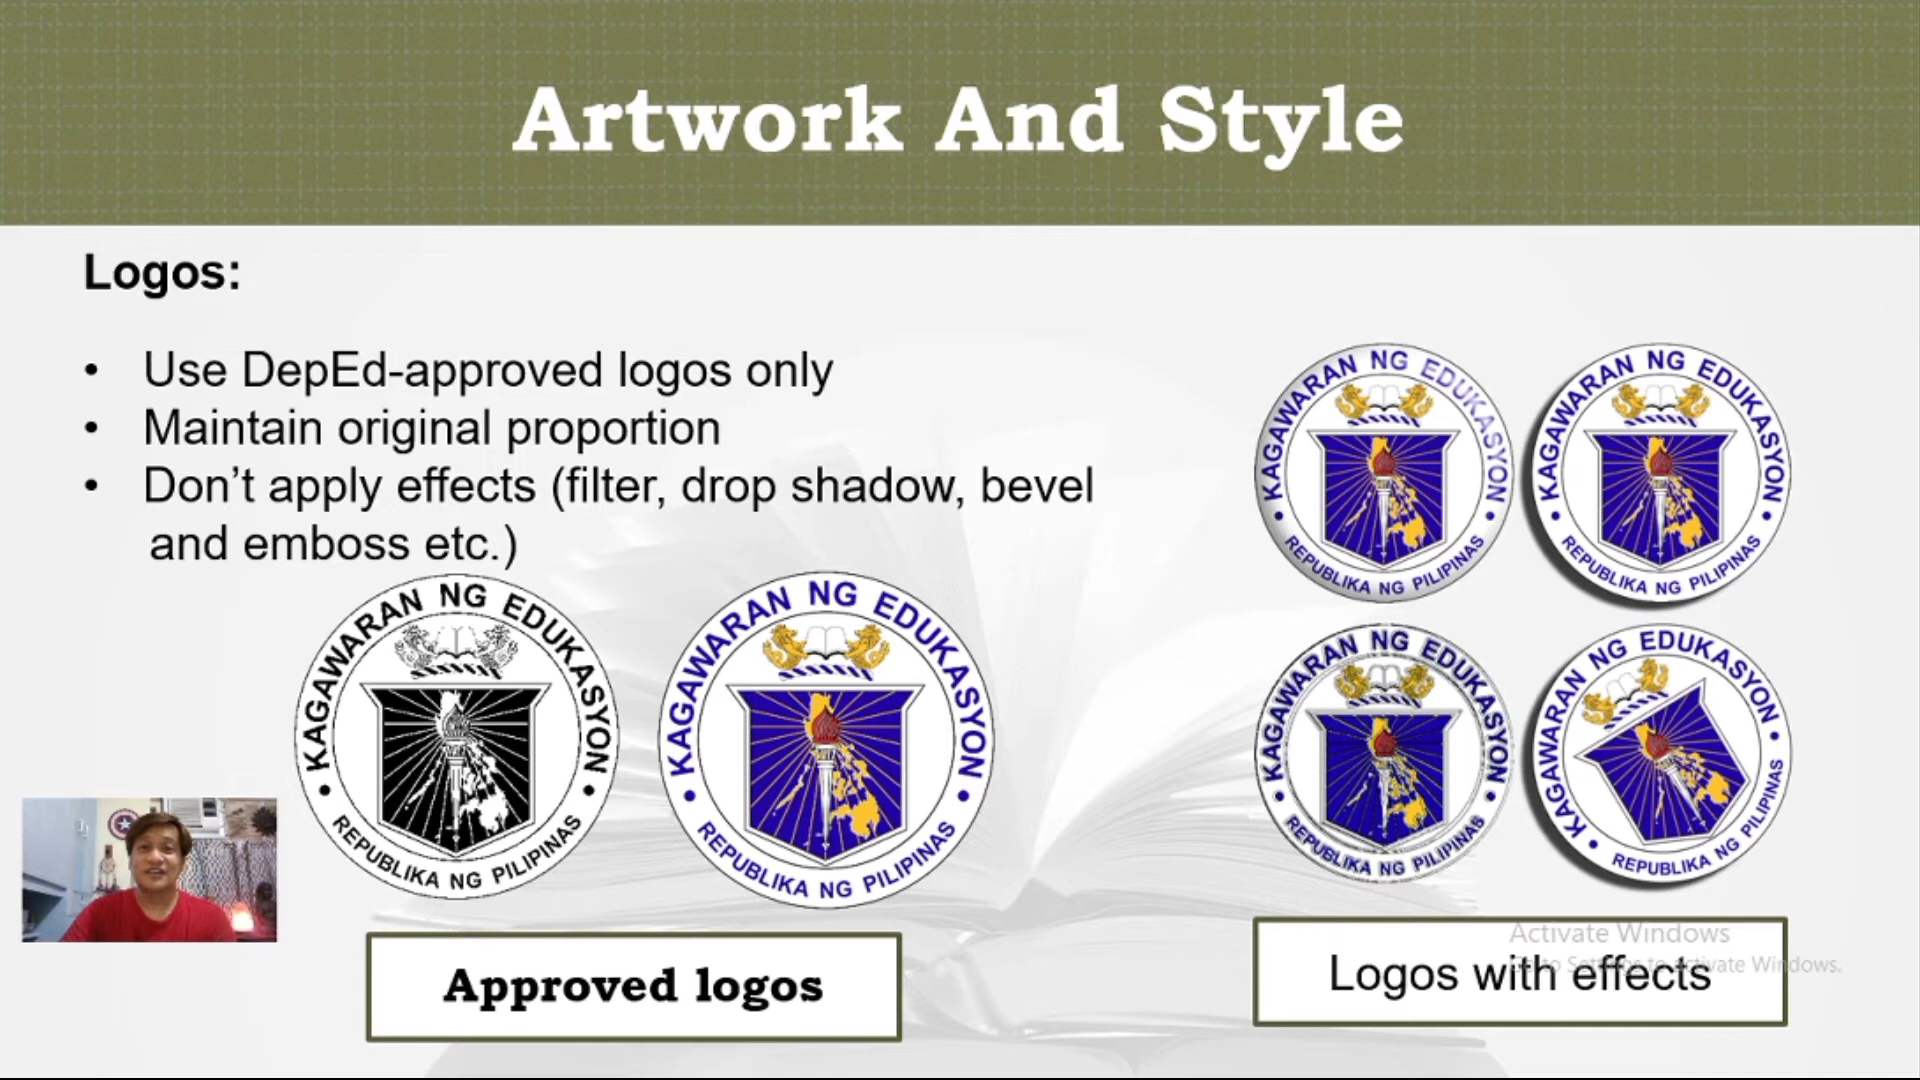 Artwork And Style
Logos:
• Use DepEd-approved logos only
• Maintain original proportion
• Don’t apply effects (filter, drop shadow, bevel
and emboss etc.)
KAGAWARAN NG EDUKASYON
REPUBLIKA NG PILIPINAS
KAGAWARAN NG EDUKASYON
REPUBLIKA NG PILIPINAS
KAGAWARAN NG EDUKASYON
REPUBLIKA NG PILIPINAS
KAGAWARAN NG EDUKASYON
REPUBLIKA NG PILIPINAS
KAGAWARAN NG EDUKASYON
REPUBLIKA NG PILIPINAS
KAGAWARAN NG EDUKASYON
REPUBLIKA NG PILIPINAS
Approved logos
Logos with effects
Activate Windows
Go to Settings to activate Windows.